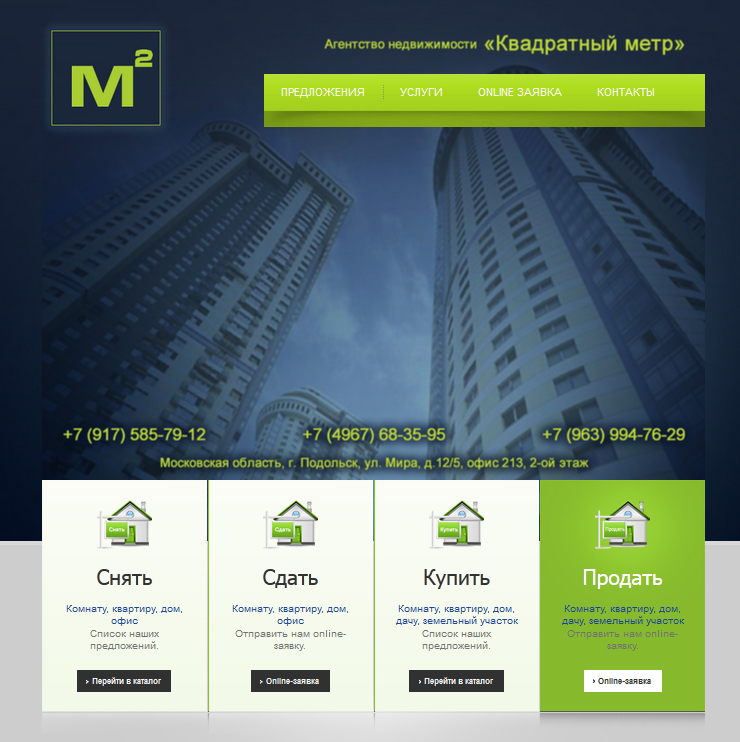 M²
Агентство недвижимости «Квадратный метр»
ПРЕДЛОЖЕНИЯ УСЛУГИ ONLINE ЗАЯВКА КОНТАКТЫ
+7 (917) 585-79-12 +7 (4967) 68-35-95 +7 (963) 994-76-29
Московская область, г. Подольск, ул. Мира, д.12/5, офис 213, 2-ой этаж
Снять
Снять
Комнату, квартиру, дом,
офис
Список наших
предложений.
› Перейти в каталог
Сдать
Сдать
Комнату, квартиру, дом,
офис
Отправить нам online-
заявку.
› Online-заявка
Купить
Купить
Комнату, квартиру, дом,
дачу, земельный участок
Список наших
предложений.
› Перейти в каталог
Продать
Продать
Комнату, квартиру, дом,
дачу, земельный участок
Отправить нам online-
заявку.
› Online-заявка